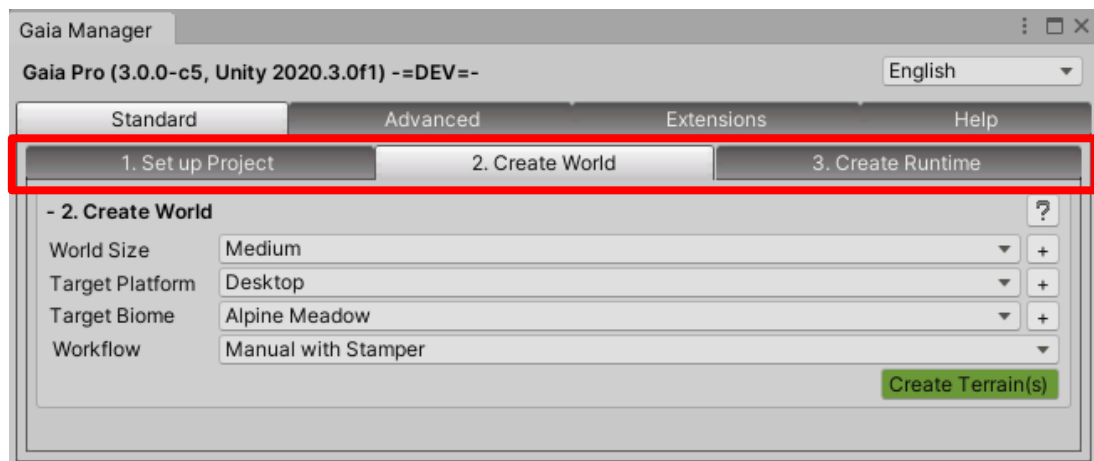 Gaia Manager
Gaia Pro (3.0.0-c5, Unity 2020.3.0f1) -=DEV=-
English
Standard Advanced Extensions Help
1. Set up Project 2. Create World 3. Create Runtime
- 2. Create World ?
World Size Medium +
Target Platform Desktop +
Target Biome Alpine Meadow +
Workflow Manual with Stamper
Create Terrain(s)